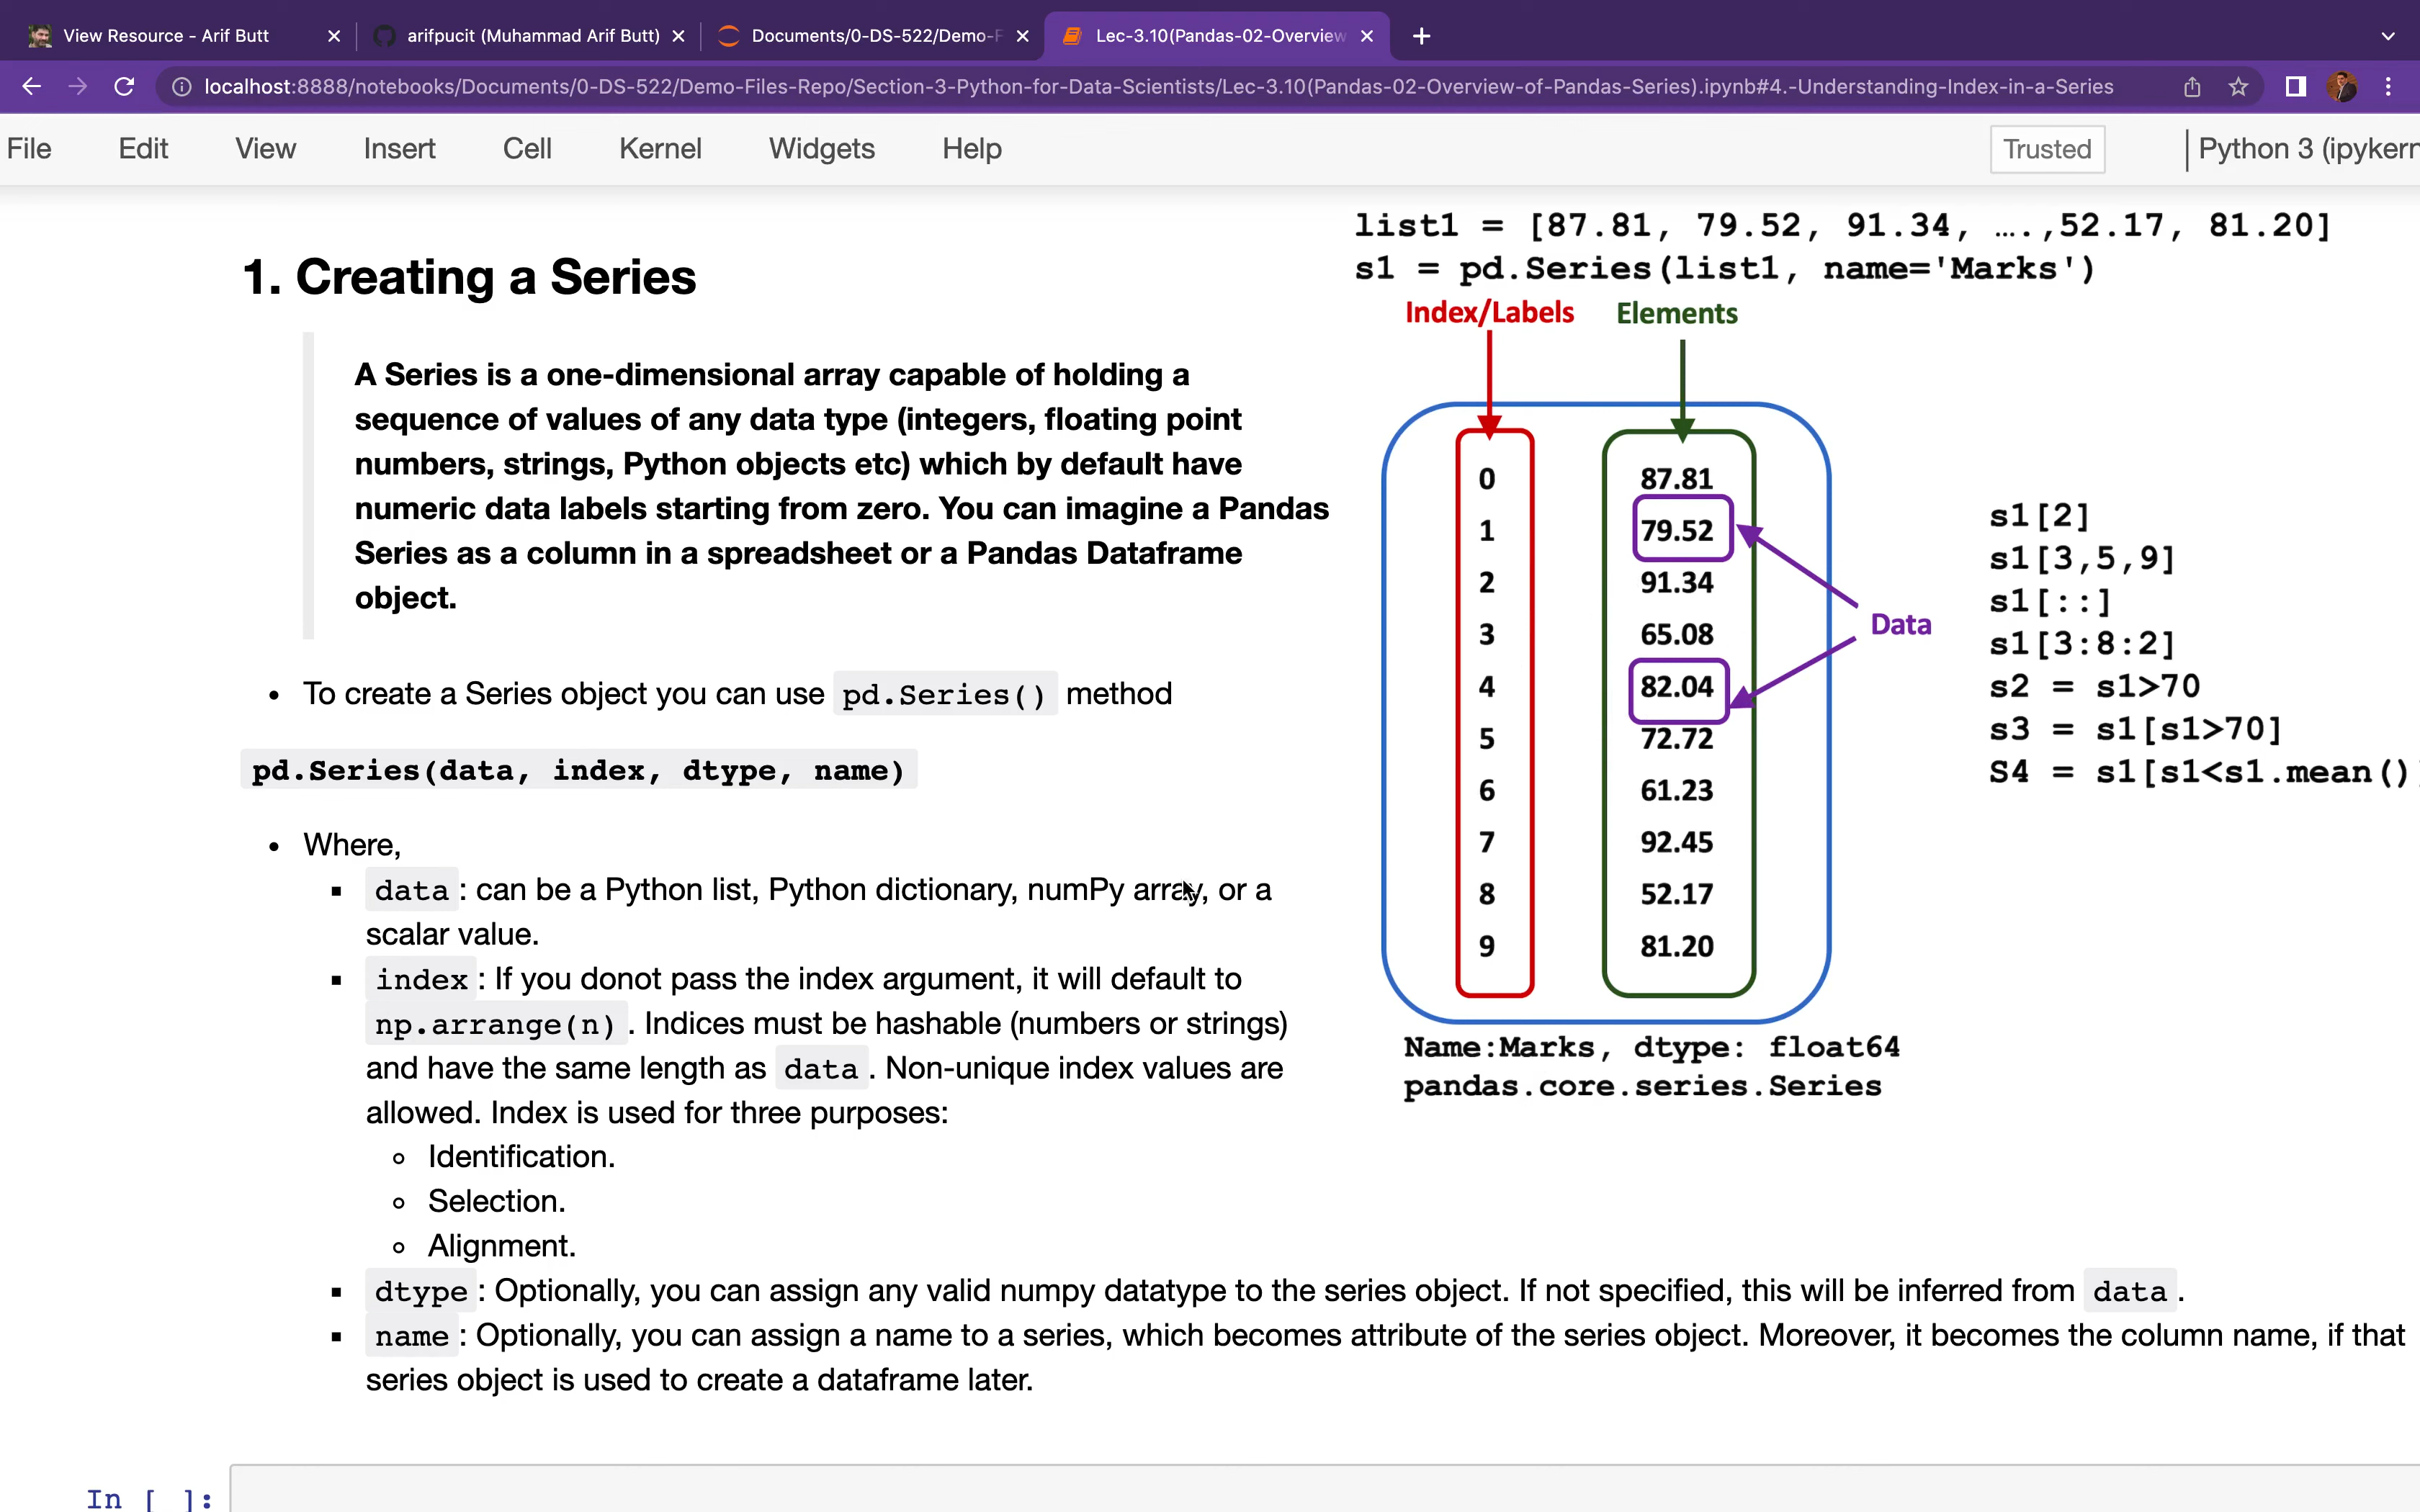 View Resource - Arif Butt
arifpucit (Muhammad Arif Butt)
Documents/0-DS-522/Demo-F
Lec-3.10(Pandas-02-Overview
localhost:8888/notebooks/Documents/0-DS-522/Demo-Files-Repo/Section-3-Python-for-Data-Scientists/Lec-3.10(Pandas-02-Overview-of-Pandas-Series).ipynb#4.-Understanding-Index-in-a-Series
File Edit View Insert Cell Kernel Widgets Help Trusted Python 3 (ipykern
1. Creating a Series
A Series is a one-dimensional array capable of holding a
sequence of values of any data type (integers, floating point
numbers, strings, Python objects etc) which by default have
numeric data labels starting from zero. You can imagine a Pandas
Series as a column in a spreadsheet or a Pandas Dataframe
object.
• To create a Series object you can use pd.Series() method
pd.Series(data, index, dtype, name)
• Where,
▪ data : can be a Python list, Python dictionary, numPy array, or a
scalar value.
▪ index : If you donot pass the index argument, it will default to
np.arrange(n) . Indices must be hashable (numbers or strings)
and have the same length as data . Non-unique index values are
allowed. Index is used for three purposes:
◦ Identification.
◦ Selection.
◦ Alignment.
▪ dtype : Optionally, you can assign any valid numpy datatype to the series object. If not specified, this will be inferred from data .
▪ name : Optionally, you can assign a name to a series, which becomes attribute of the series object. Moreover, it becomes the column name, if that
series object is used to create a dataframe later.
list1 = [87.81, 79.52, 91.34, ….,52.17, 81.20]
s1 = pd.Series(list1, name='Marks')
Index/Labels Elements
0 87.81
1 79.52
2 91.34
3 65.08
4 82.04
5 72.72
6 61.23
7 92.45
8 52.17
9 81.20
Data
Name:Marks, dtype: float64
pandas.core.series.Series
s1[2]
s1[3,5,9]
s1[::]
s1[3:8:2]
s2 = s1>70
s3 = s1[s1>70]
S4 = s1[s1<s1.mean()
In [ ]: